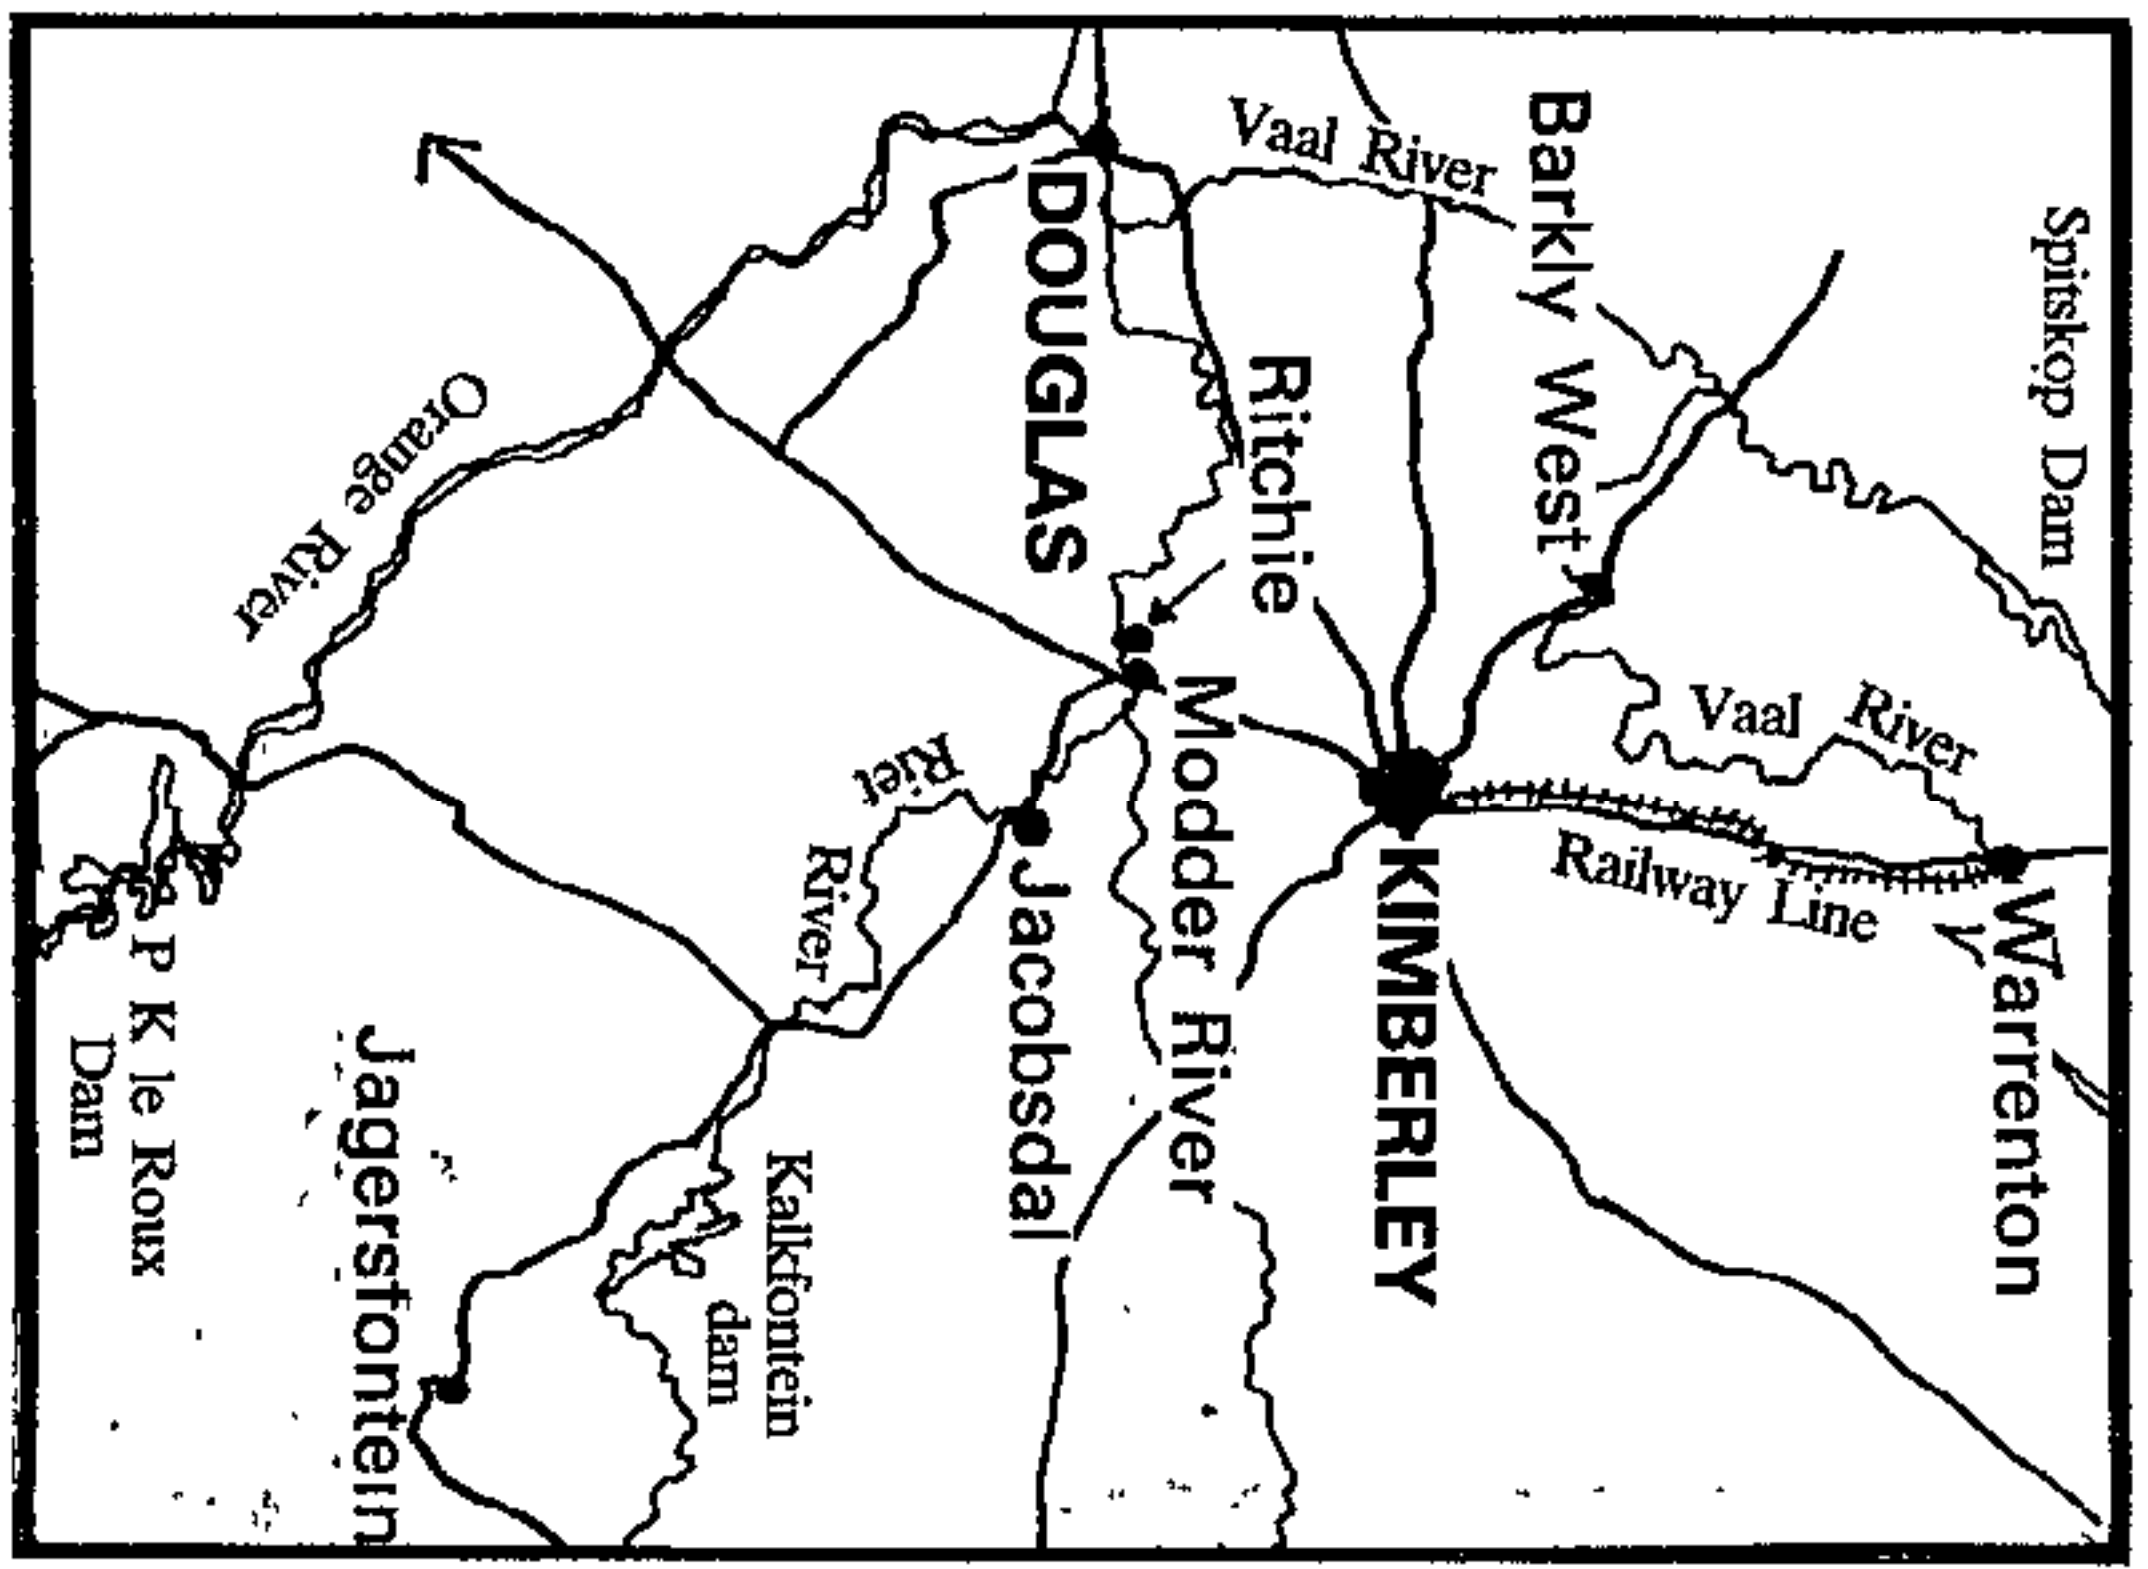 Spitskop Dam
Warrenton
Vaal River
Railway Line
Barkly West
Vaal River
KIMBERLEY
Ritchie
Modder River
DOUGLAS
Jacobsdal
Riet
River
Kalkfontein
dam
Orange River
Jagersfontein
P K le Roux
Dam